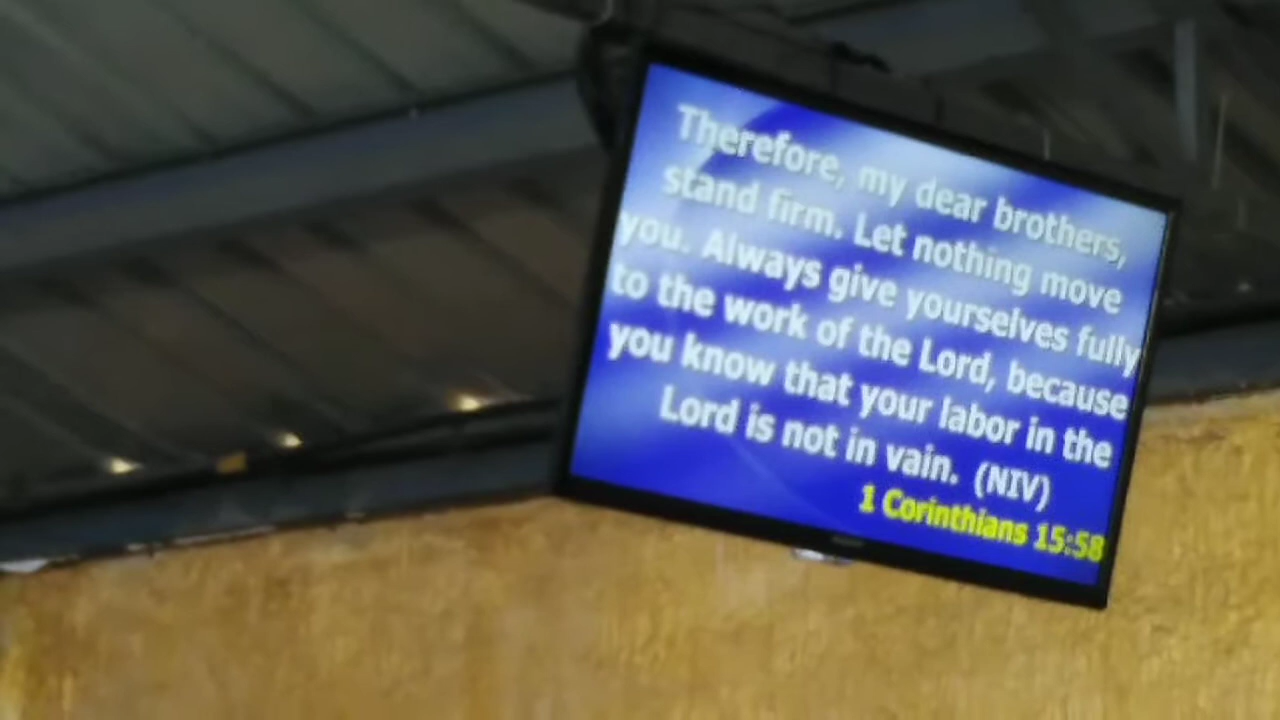 Therefore, my dear brothers,
stand firm. Let nothing move
you. Always give yourselves fully
to the work of the Lord, because
you know that your labor in the
Lord is not in vain. (NIV)
1 Corinthians 15:58